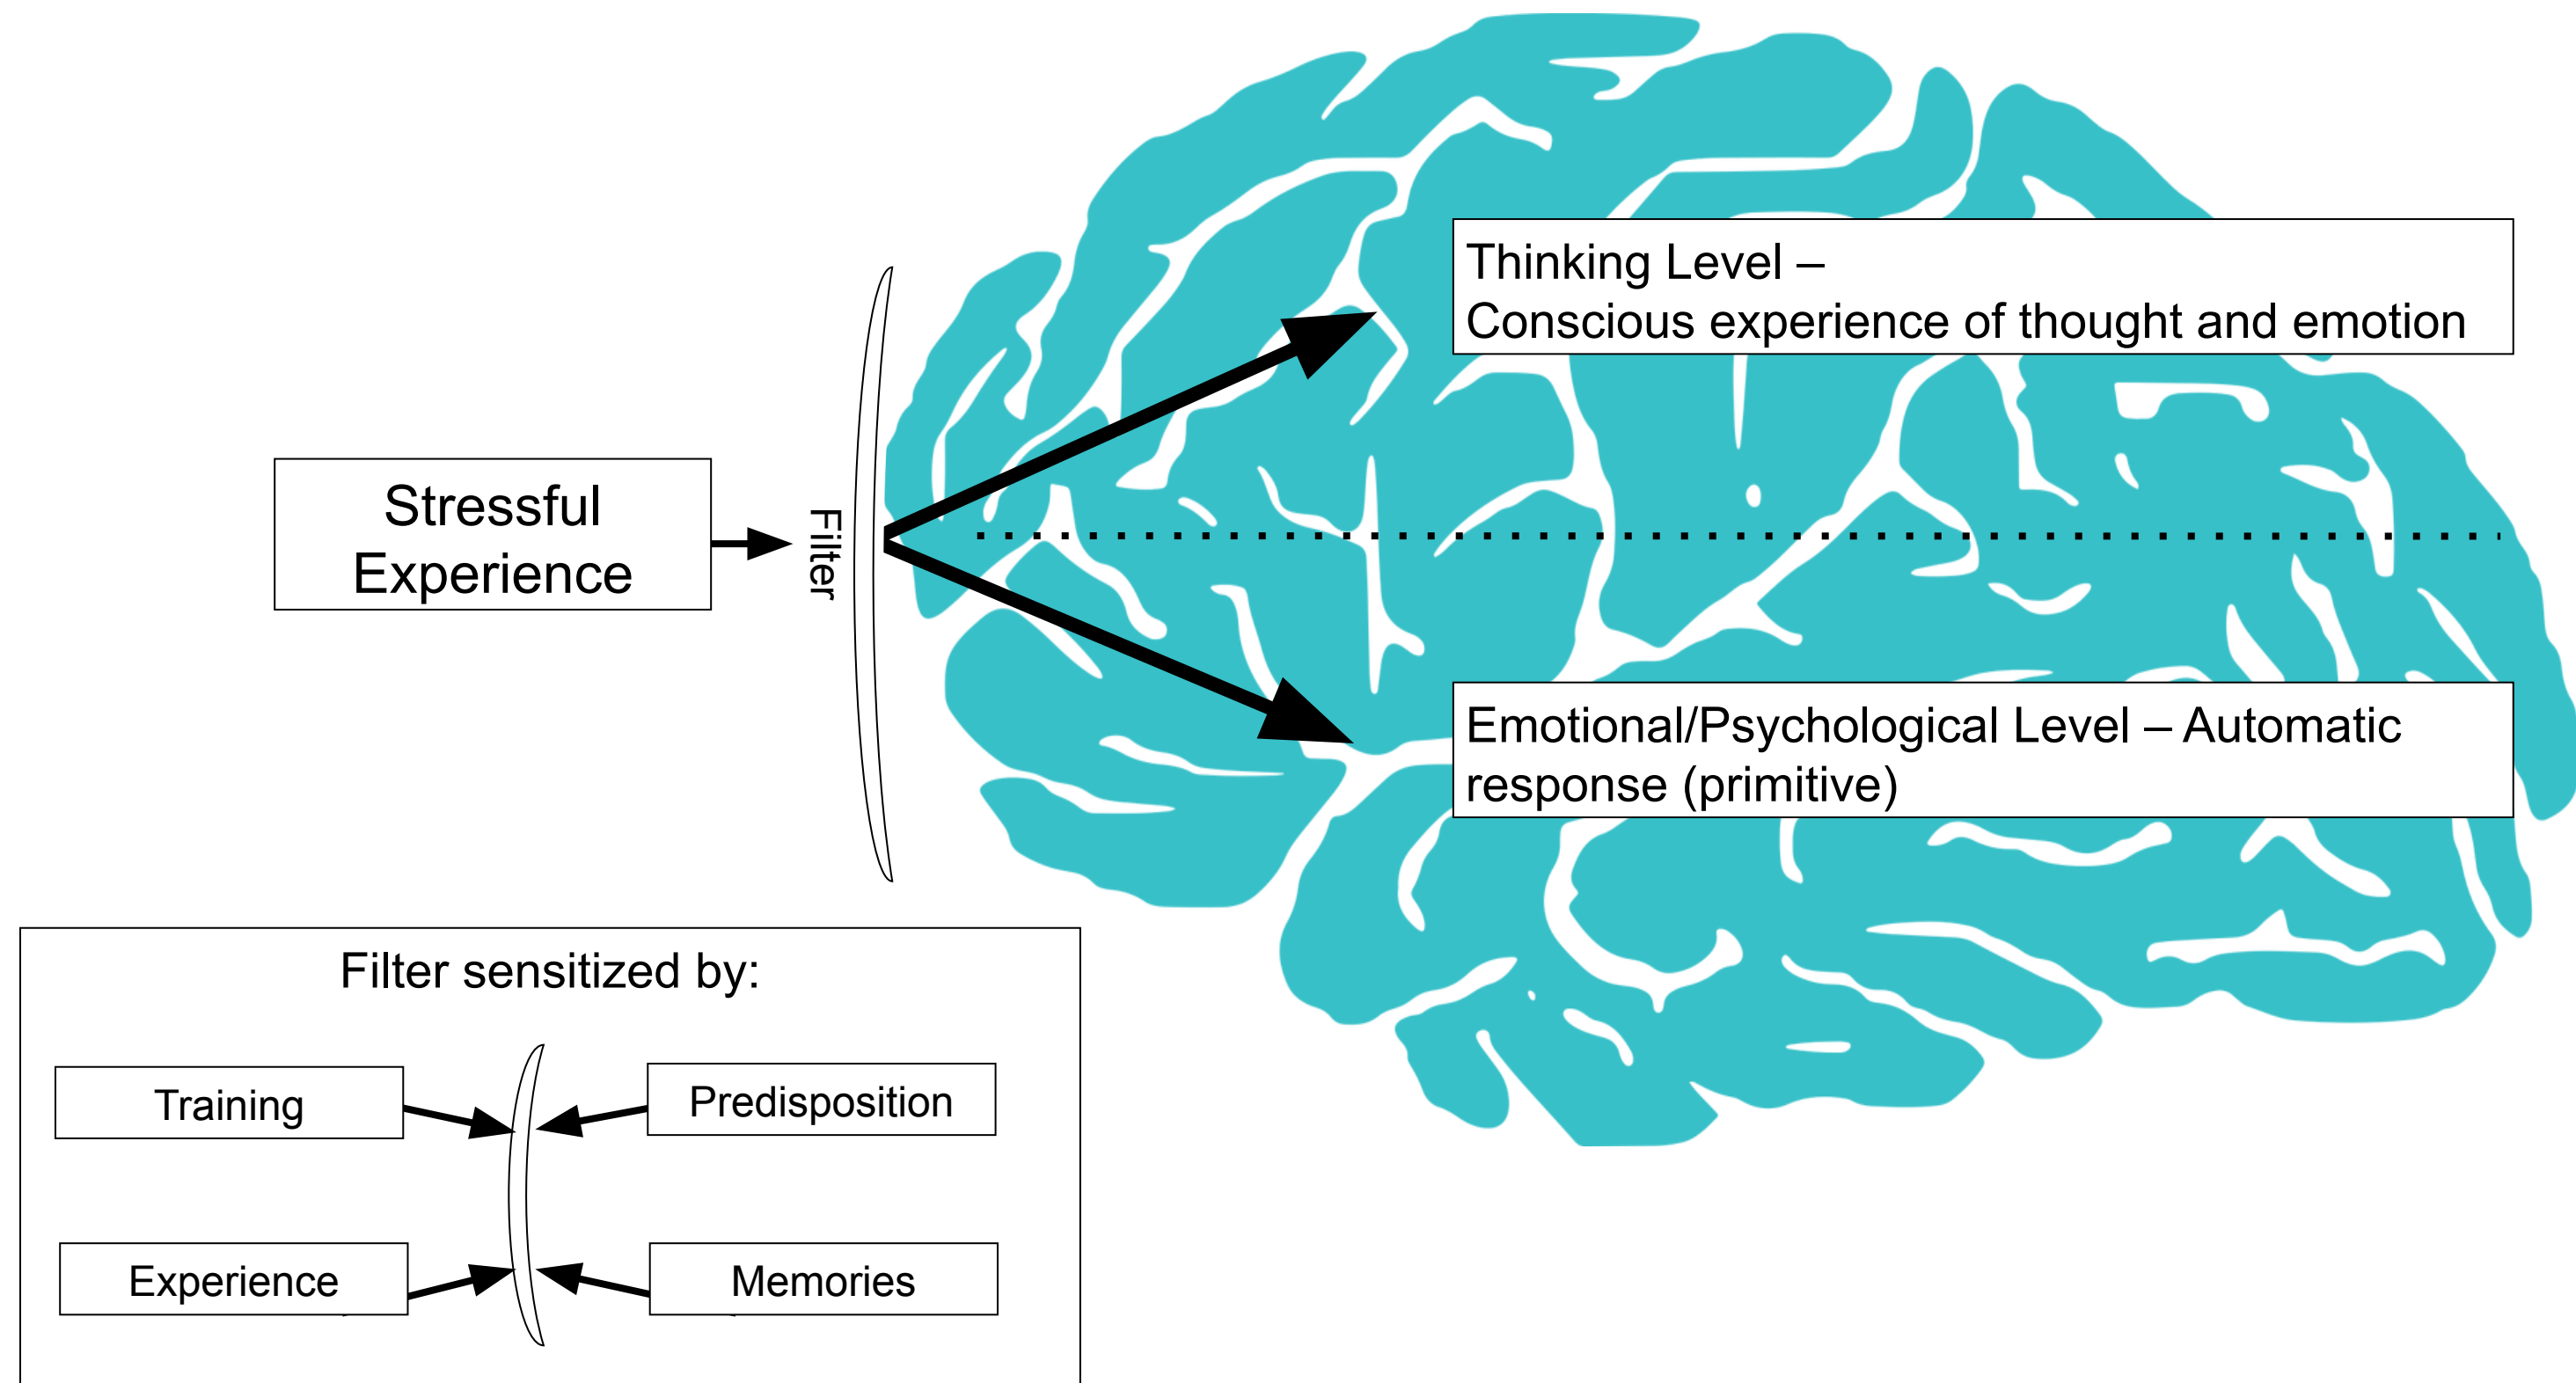 Thinking Level –
Conscious experience of thought and emotion
Stressful
Experience
Filter
Emotional/Psychological Level – Automatic
response (primitive)
Filter sensitized by:
Training
Predisposition
Experience
Memories